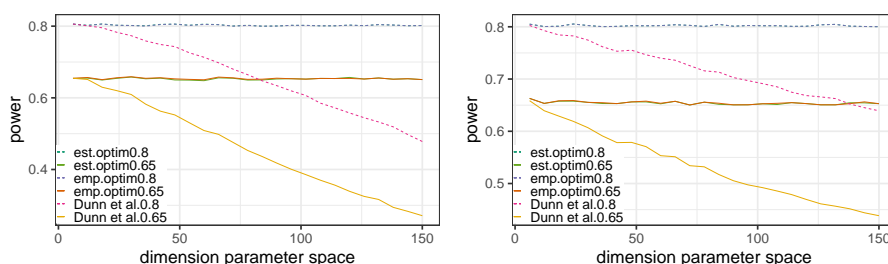 0.8
0.6
0.4
power
est.optim0.8
est.optim0.65
emp.optim0.8
emp.optim0.65
Dunn et al.0.8
Dunn et al.0.65
0 50 100 150
dimension parameter space
0.8
0.7
0.6
0.5
power
est.optim0.8
est.optim0.65
emp.optim0.8
emp.optim0.65
Dunn et al.0.8
Dunn et al.0.65
0 50 100 150
dimension parameter space